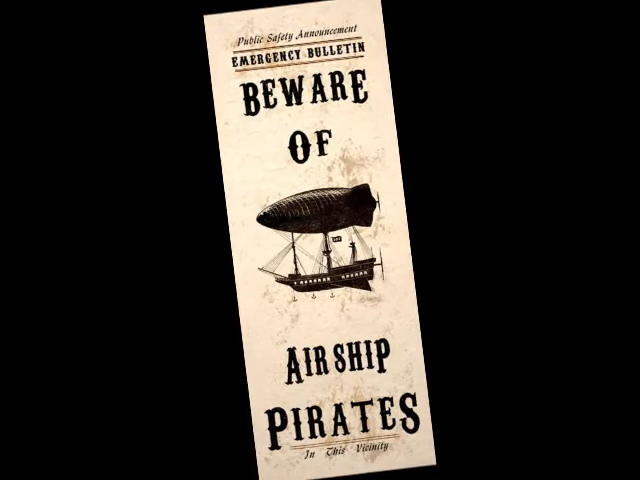 Public Safety Announcement
EMERGENCY BULLETIN
BEWARE
OF
AIRSHIP
PIRATES
In This Vicinity